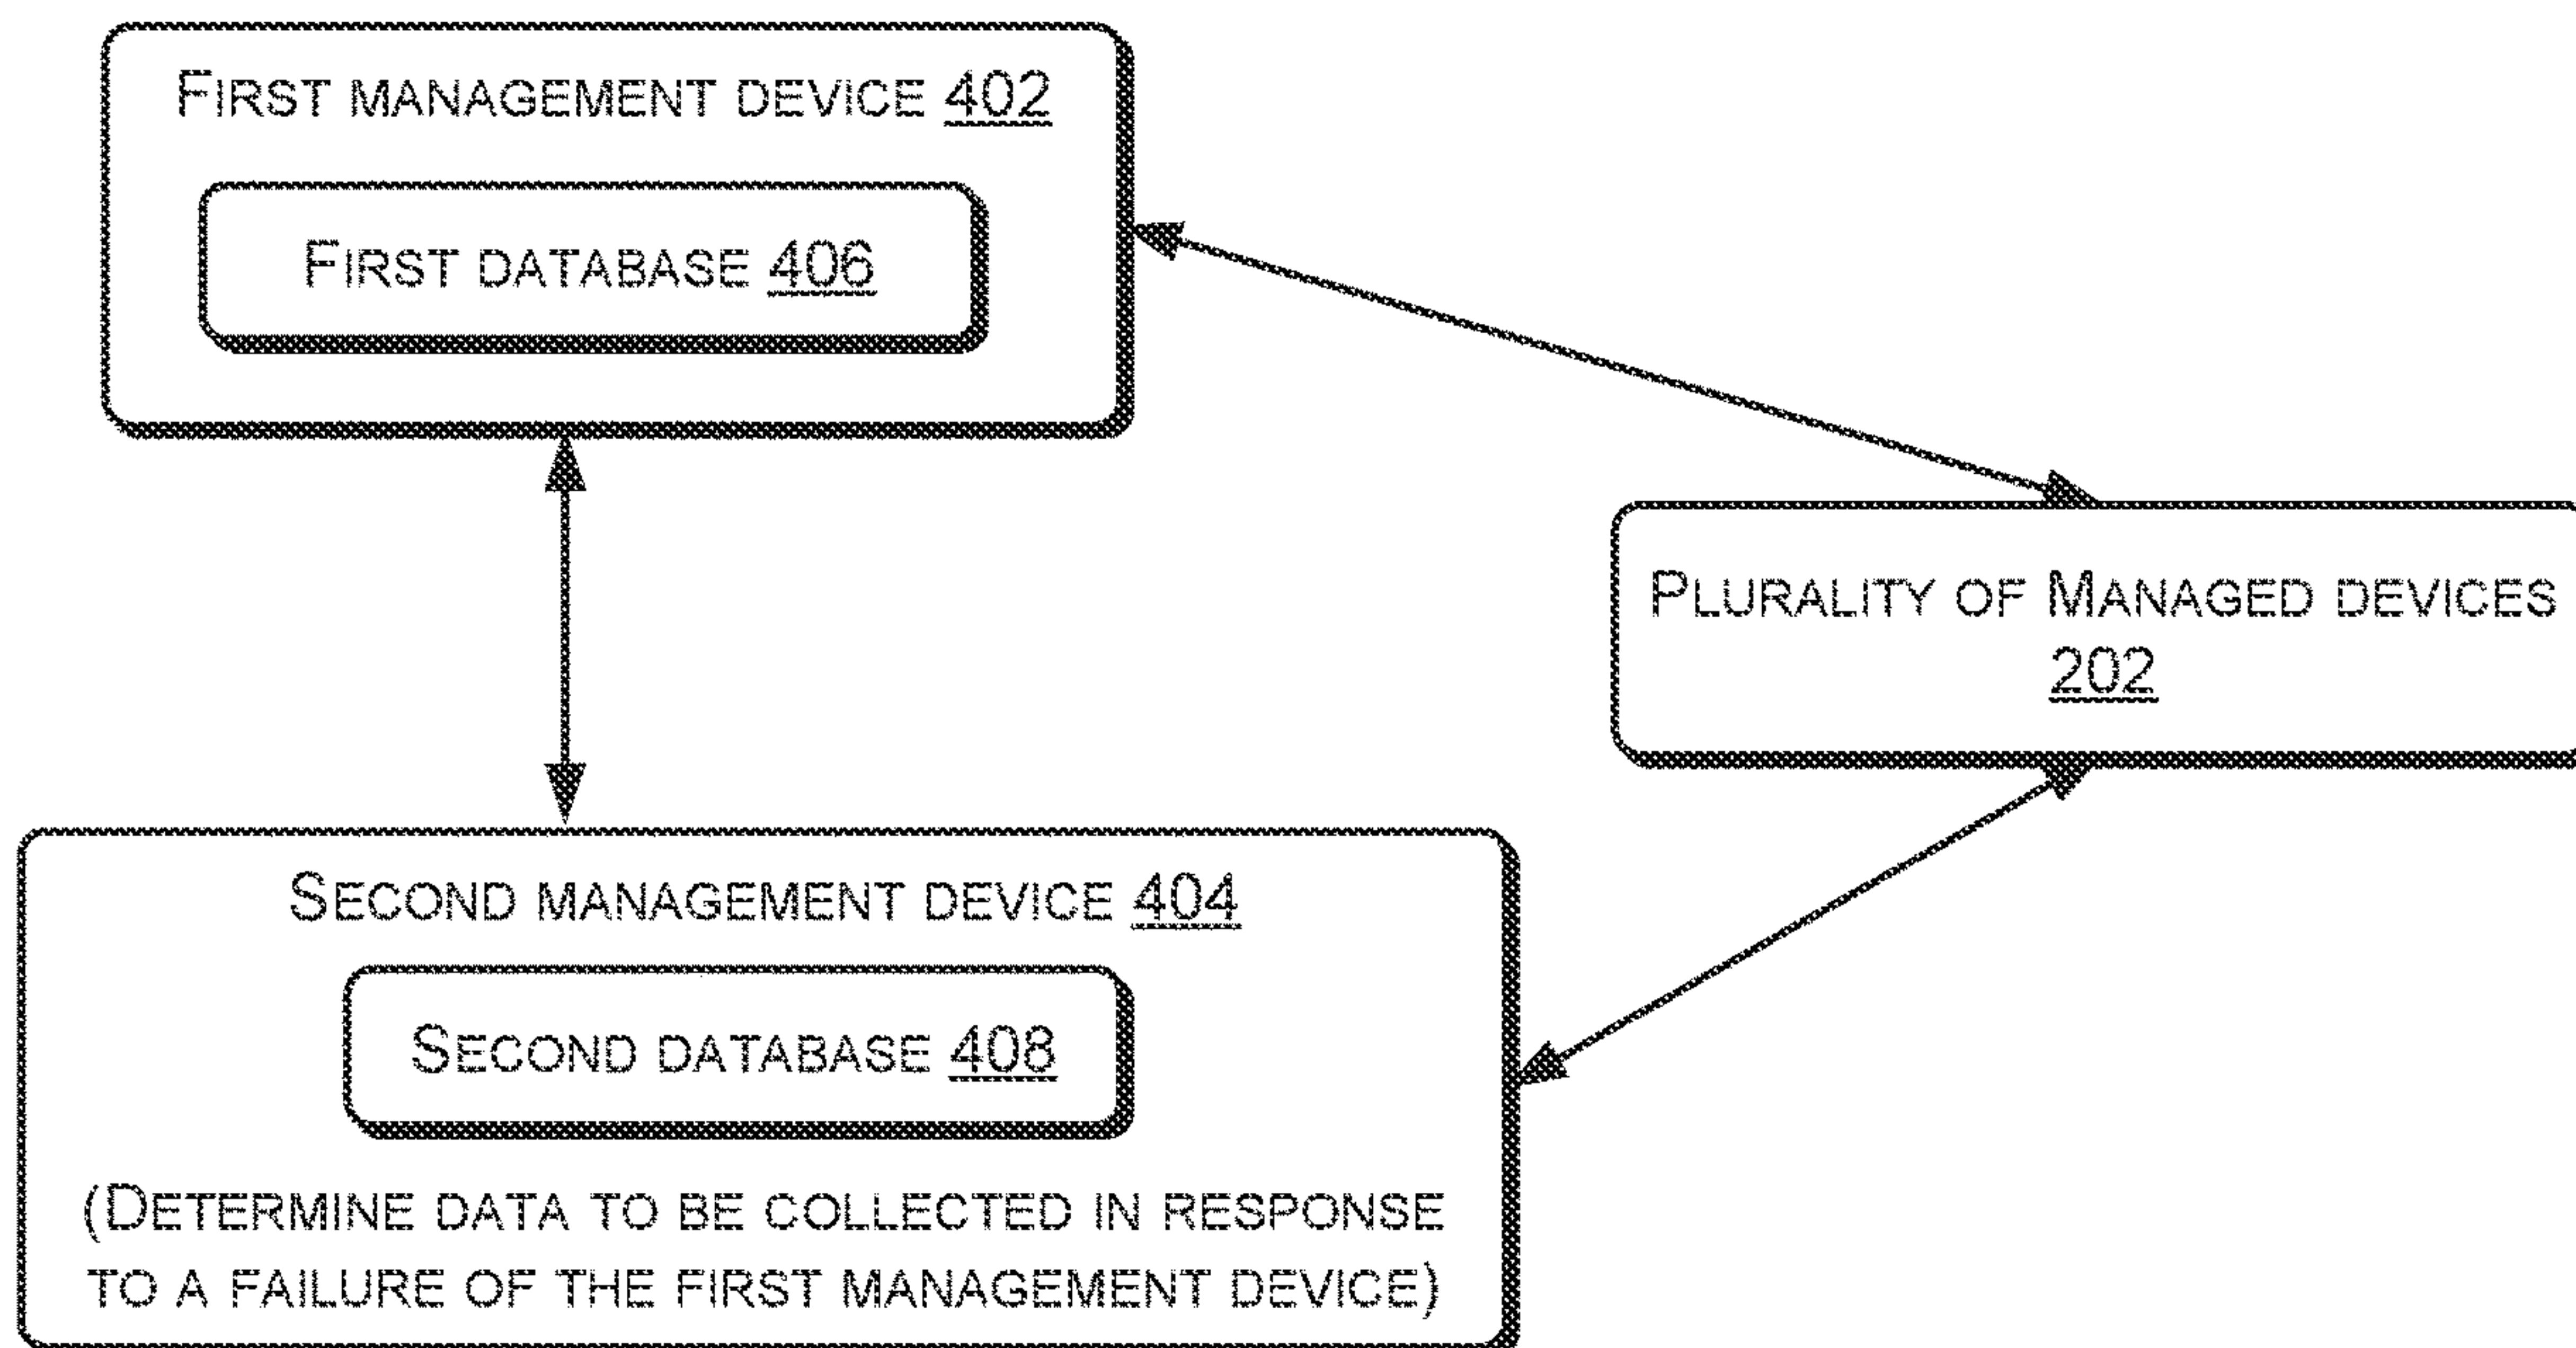 FIRST MANAGEMENT DEVICE 402
FIRST DATABASE 406
PLURALITY OF MANAGED DEVICES
202
SECOND MANAGEMENT DEVICE 404
SECOND DATABASE 408
(DETERMINE DATA TO BE COLLECTED IN RESPONSE
TO A FAILURE OF THE FIRST MANAGEMENT DEVICE)